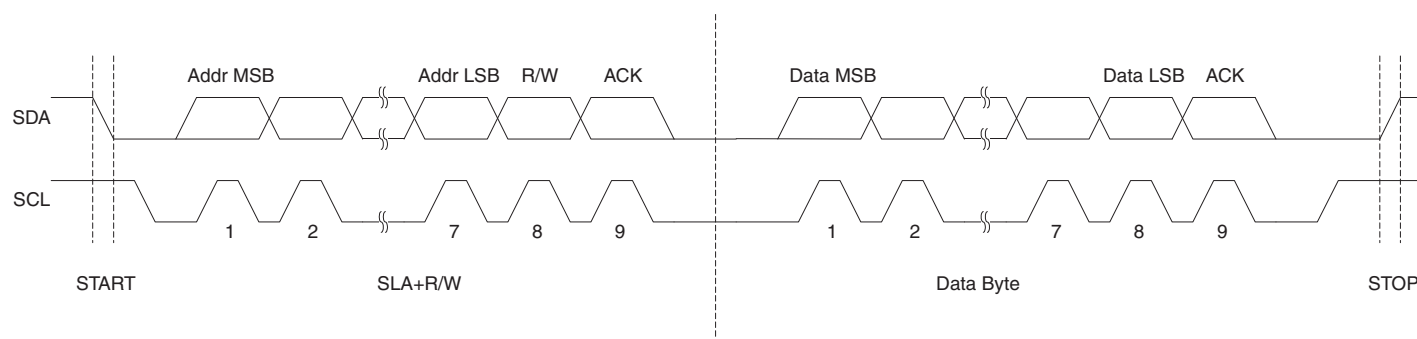 Addr MSB Addr LSB R/W ACK Data MSB Data LSB ACK
SDA
SCL
1 2 7 8 9 1 2 7 8 9
START SLA+R/W Data Byte STOP